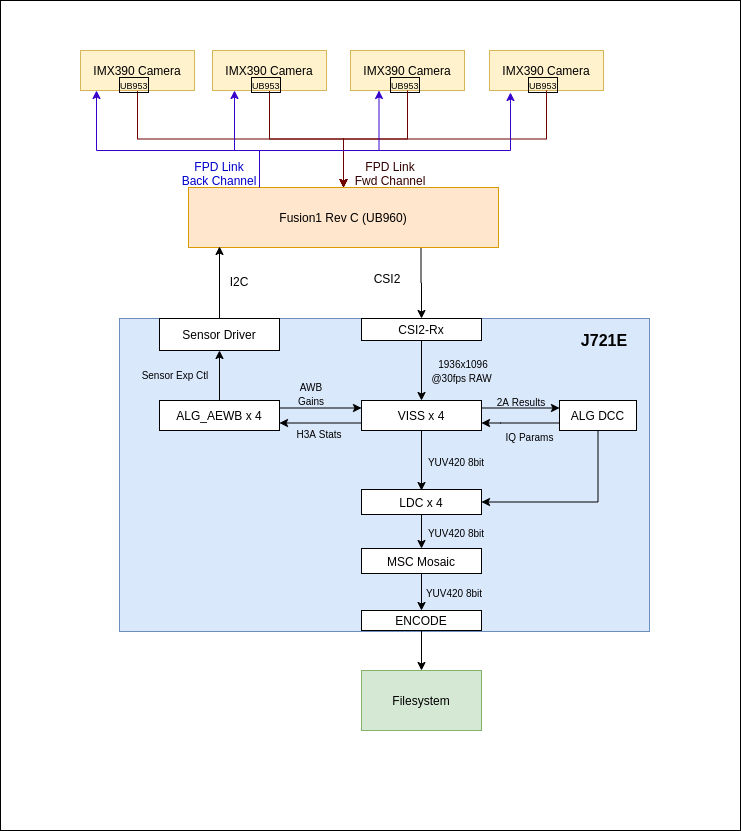 IMX390 Camera
UB953
IMX390 Camera
UB953
IMX390 Camera
UB953
IMX390 Camera
UB953
FPD Link
Back Channel
FPD Link
Fwd Channel
Fusion1 Rev C (UB960)
I2C
CSI2
Sensor Driver
CSI2-Rx
J721E
Sensor Exp Ctl
1936x1096
@30fps RAW
AWB
Gains
2A Results
ALG_AEWB x 4
VISS x 4
ALG DCC
H3A Stats
IQ Params
YUV420 8bit
LDC x 4
YUV420 8bit
MSC Mosaic
YUV420 8bit
ENCODE
Filesystem